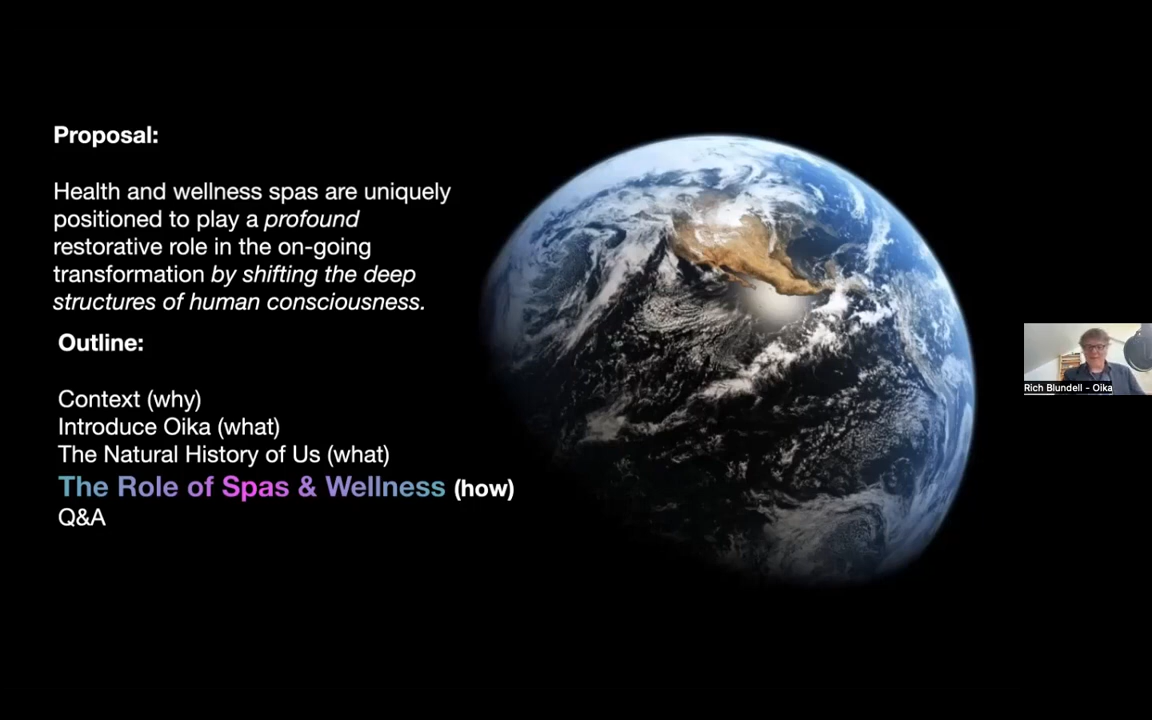 Proposal:
Health and wellness spas are uniquely
positioned to play a profound
restorative role in the on-going
transformation by shifting the deep
structures of human consciousness.
Outline:
Context (why)
Introduce Oika (what)
The Natural History of Us (what)
The Role of Spas & Wellness (how)
Q&A
Rich Blundell - Oika